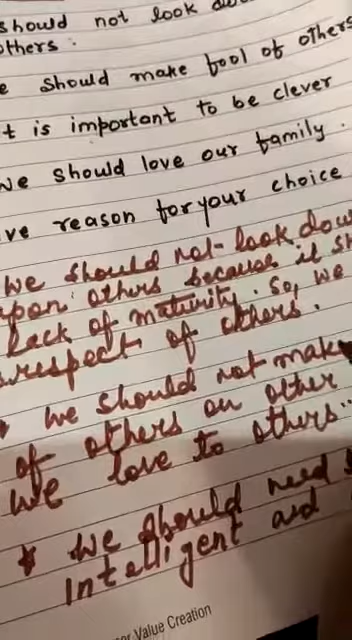 should not look
others:
should make fool of others
t is important to be clever
we should love our family.
ve reason for your choice
we should not look down
upon others because it sh
lack of maturity. So, we
respect of others.
we should not make
of others on other
we love to others..
* we should need
Intelligent and
Value Creation